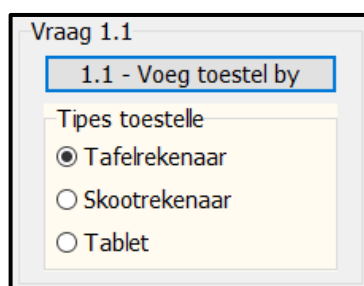 Vraag 1.1
1.1 - Voeg toestel by
Tipes toestelle
Tafelrekenaar
Skootrekenaar
Tablet